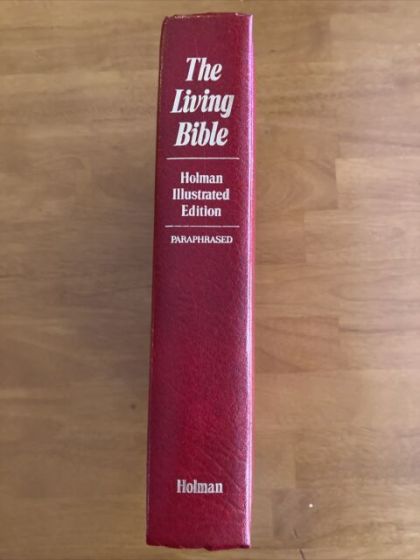 The
Living
Bible
Holman
Illustrated
Edition
PARAPHRASED
Holman